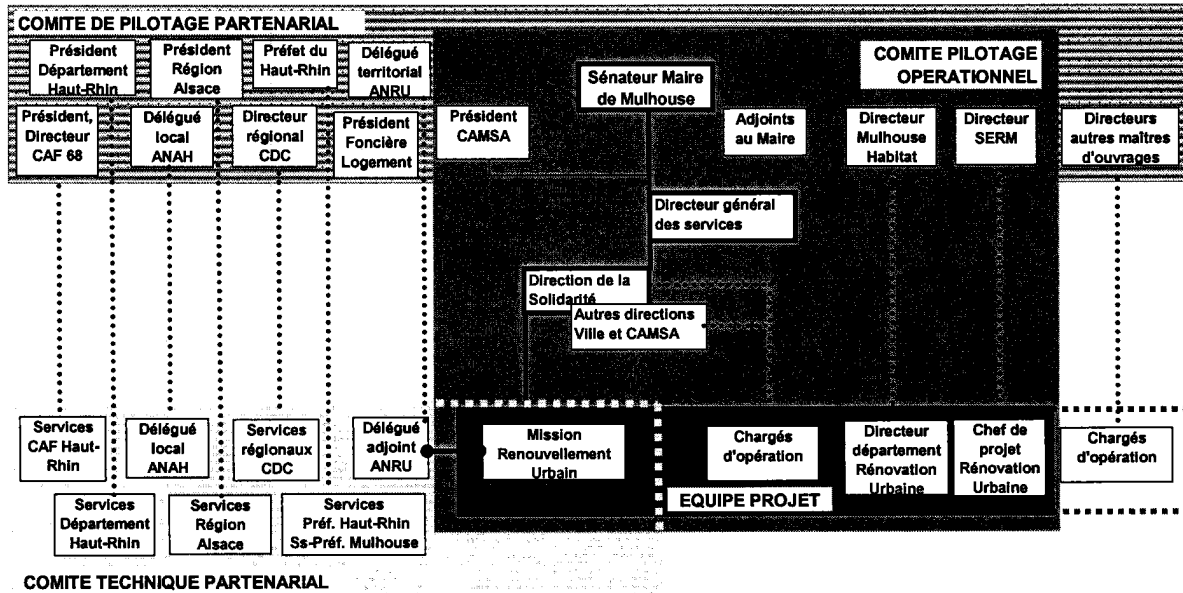 COMITE DE PILOTAGE PARTENARIAL
Président
Département
Haut-Rhin
Président
Région
Alsace
Préfet du
Haut-Rhin
Délégué
territorial
ANRU
COMITE PILOTAGE
OPERATIONNEL
Sénateur Maire
de Mulhouse
Président,
Directeur
CAF 68
Délégué
local
ANAH
Directeur
régional
CDC
Président
Foncière
Logement
Président
CAMSA
Adjoints
au Maire
Directeur
Mulhouse
Habitat
Directeur
SERM
Directeurs
autres maîtres
d'ouvrages
Directeur général
des services
Direction de la
Solidarité
Autres directions
Ville et CAMSA
Services
CAF Haut-
Rhin
Délégué
local
ANAH
Services
régionaux
CDC
Délégué
adjoint
ANRU
Mission
Renouvellement
Urbain
Chargés
d'opération
Directeur
département
Rénovation
Urbaine
Chef de
projet
Rénovation
Urbaine
Chargés
d'opération
EQUIPE PROJET
Services
Département
Haut-Rhin
Services
Région
Alsace
Services
Préf. Haut-Rhin
Ss-Préf. Mulhouse
COMITE TECHNIQUE PARTENARIAL